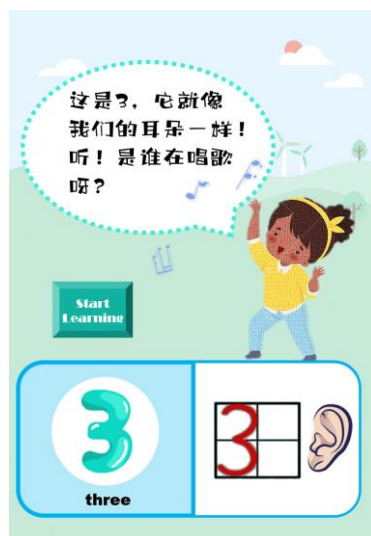 这是3，它就像
我们的耳朵一样！
听！是谁在唱歌
呀？
Start
Learning
3
three
3